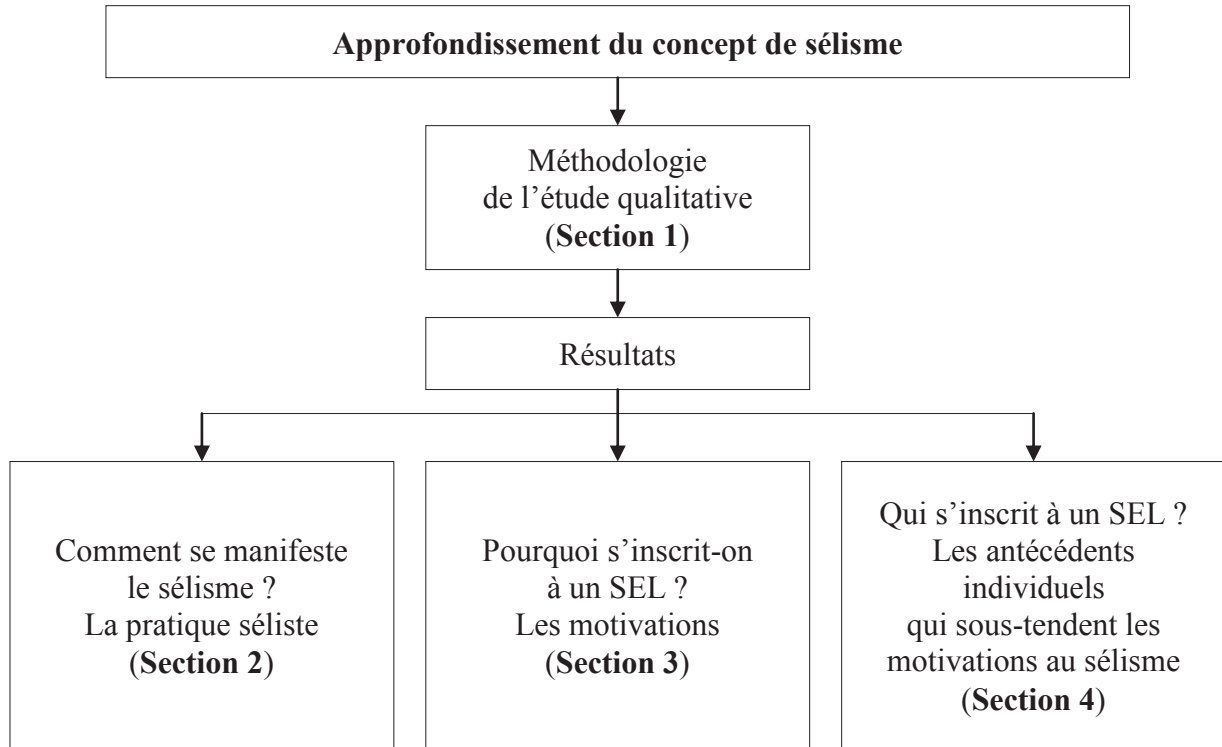 Approfondissement du concept de sélisme
Méthodologie
de l’étude qualitative
(Section 1)
Résultats
Comment se manifeste
le sélisme ?
La pratique séliste
(Section 2)
Pourquoi s’inscrit-on
à un SEL ?
Les motivations
(Section 3)
Qui s’inscrit à un SEL ?
Les antécédents
individuels
qui sous-tendent les
motivations au sélisme
(Section 4)